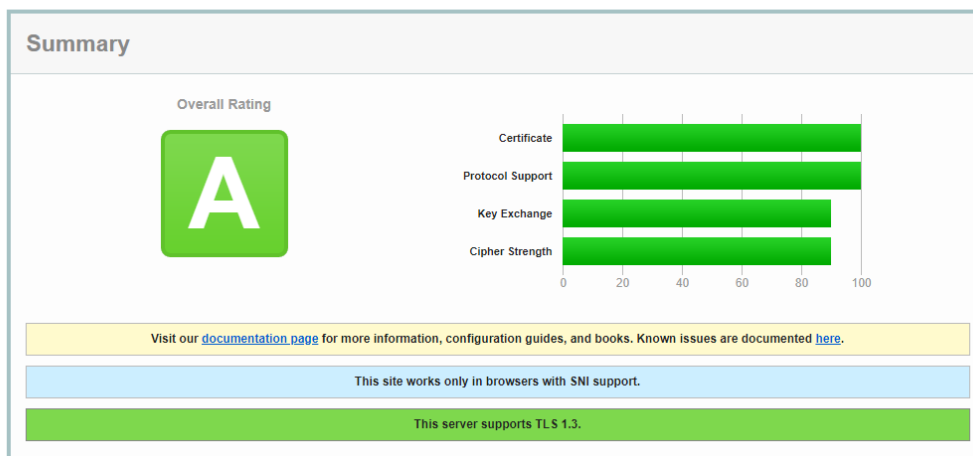 Summary
Overall Rating
A
Certificate
Protocol Support
Key Exchange
Cipher Strength
0 20 40 60 80 100
Visit our documentation page for more information, configuration guides, and books. Known issues are documented here.
This site works only in browsers with SNI support.
This server supports TLS 1.3.